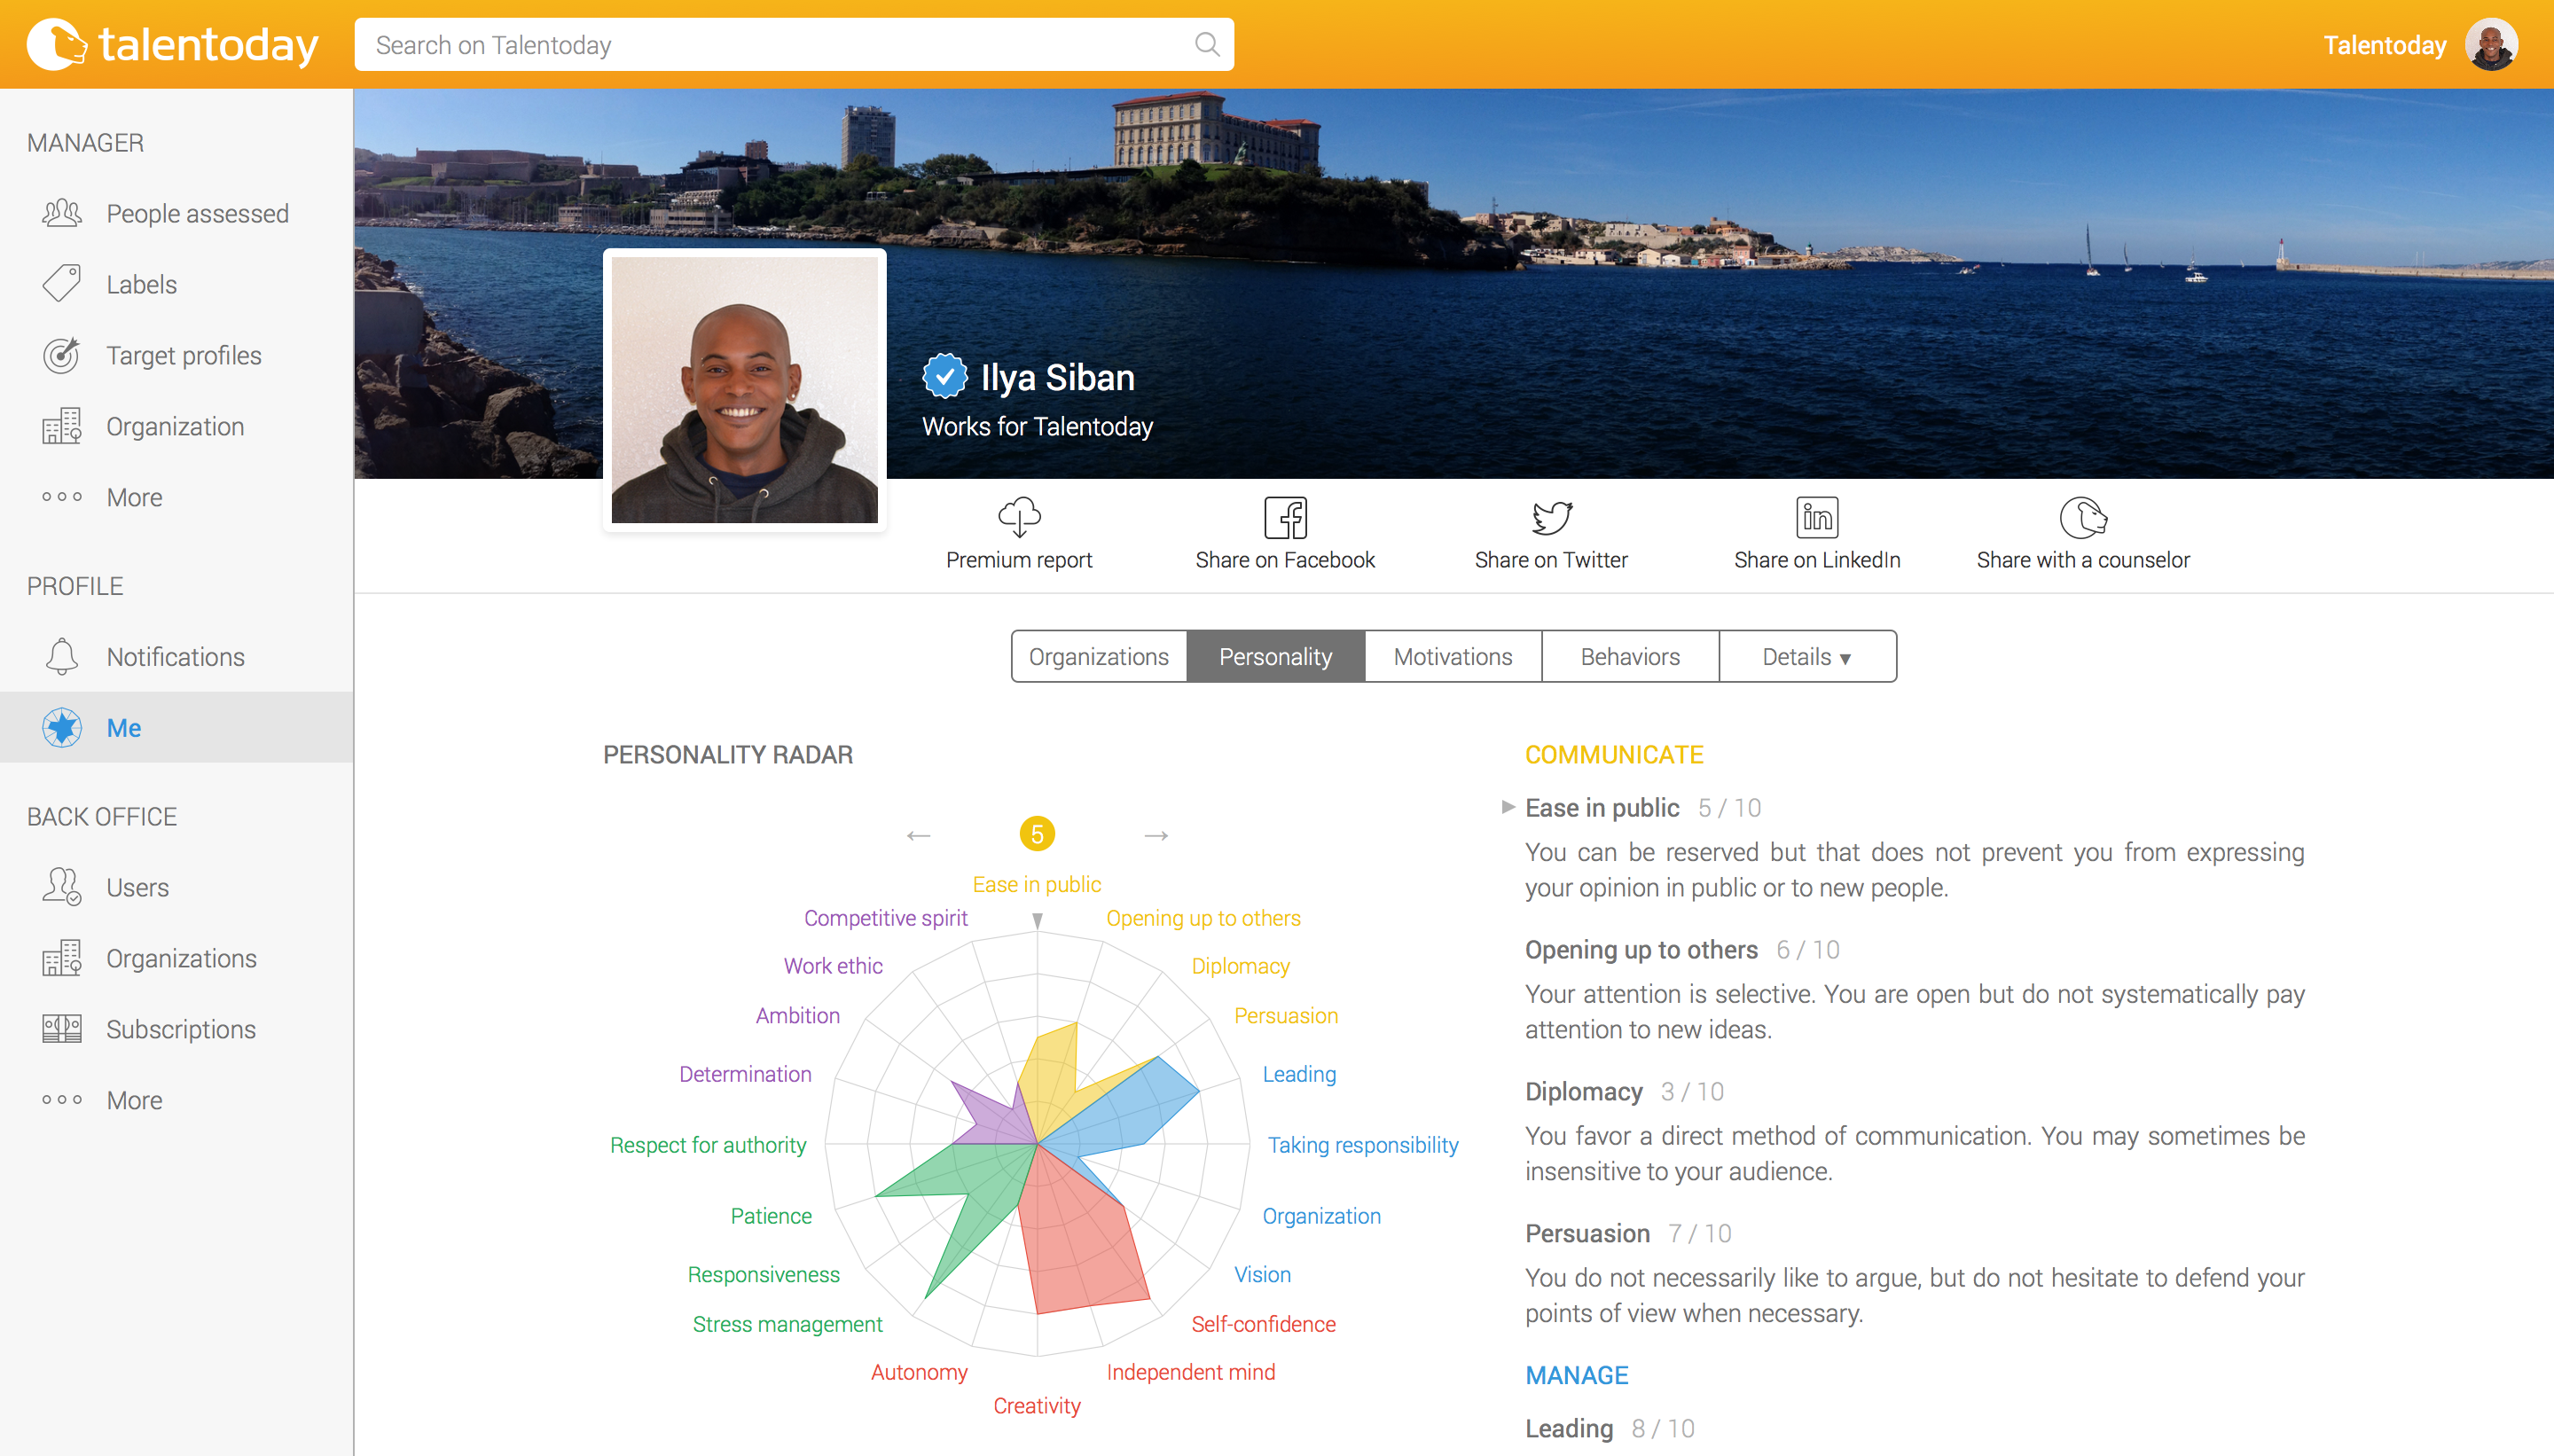 talentoday
Search on Talentoday
Talentoday
MANAGER
People assessed
Labels
Target profiles
Organization
More
PROFILE
Notifications
Me
BACK OFFICE
Users
Organizations
Subscriptions
More
Ilya Siban
Works for Talentoday
Premium report
Share on Facebook
Share on Twitter
Share on LinkedIn
Share with a counselor
Organizations
Personality
Motivations
Behaviors
Details ▾
PERSONALITY RADAR
← 5 →
Ease in public
Opening up to others
Diplomacy
Persuasion
Leading
Taking responsibility
Organization
Vision
Self-confidence
Independent mind
Creativity
Autonomy
Stress management
Responsiveness
Patience
Respect for authority
Determination
Ambition
Work ethic
Competitive spirit
COMMUNICATE
Ease in public 5 / 10
You can be reserved but that does not prevent you from expressing
your opinion in public or to new people.
Opening up to others 6 / 10
Your attention is selective. You are open but do not systematically pay
attention to new ideas.
Diplomacy 3 / 10
You favor a direct method of communication. You may sometimes be
insensitive to your audience.
Persuasion 7 / 10
You do not necessarily like to argue, but do not hesitate to defend your
points of view when necessary.
MANAGE
Leading 8 / 10